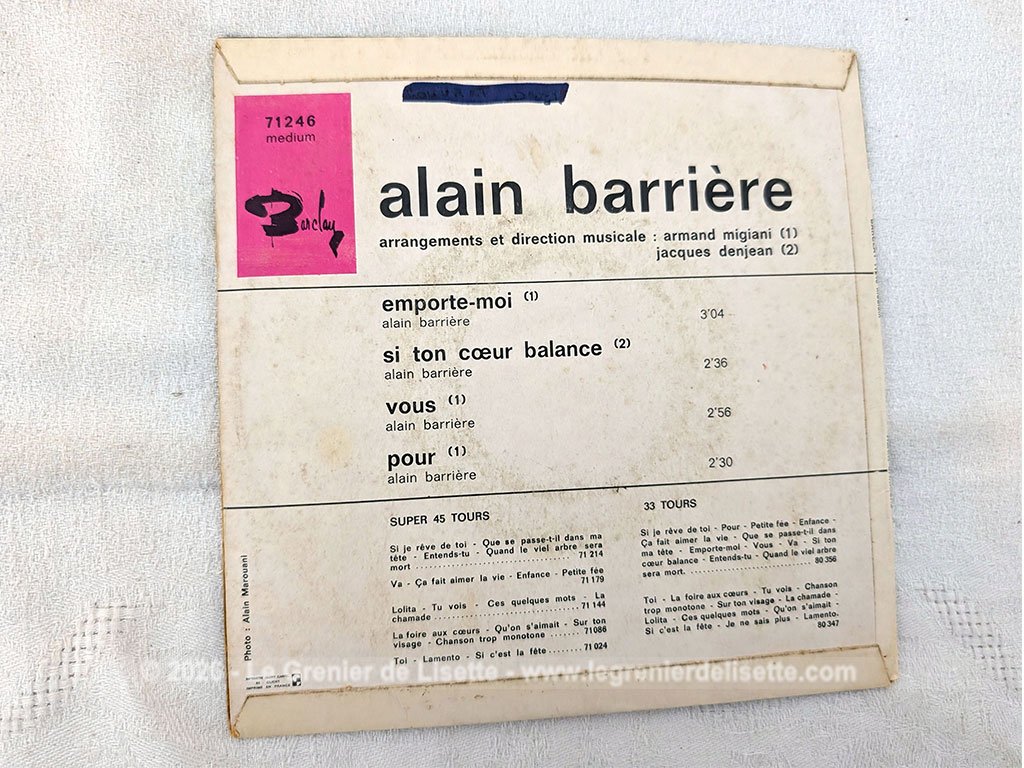 71246
medium
Barclay
alain barrière
arrangements et direction musicale : armand migiani (1)
jacques denjean (2)
emporte-moi (1)
alain barrière
3'04
si ton cœur balance (2)
alain barrière
2'36
vous (1)
alain barrière
2'56
pour (1)
alain barrière
2'30
SUPER 45 TOURS
Si je rêve de toi - Que se passe-t-il dans ma
tête - Entends-tu - Quand le viel arbre sera
mort 71 214
Va - Ça fait aimer la vie - Enfance - Petite fée
71 179
Lolita - Tu vois - Ces quelques mots - La
chamade 71 144
La foire aux cœurs - Qu'on s'aimait - Sur ton
visage - Chanson trop monotone 71086
Toi - Lamento - Si c'est la fête 71 024
33 TOURS
Si je rêve de toi - Pour - Petite fée - Enfance -
Ça fait aimer la vie - Que se passe-t-il dans
ma tête - Emporte-moi - Vous - Va - Si ton
cœur balance - Entends-tu - Quand le viel arbre
sera mort. 80 356
Toi - La foire aux cœurs - Tu vois - Chanson
trop monotone - Sur ton visage - La chamade -
Lolita - Ces quelques mots - Qu'on s'aimait -
Si c'est la fête - Je ne sais plus - Lamento.
80 347
Photo : Alain Marouani
IMPRIMÉ EN FRANCE
© 2026 - Le Grenier de Lisette - www.legrenierdelisette.com